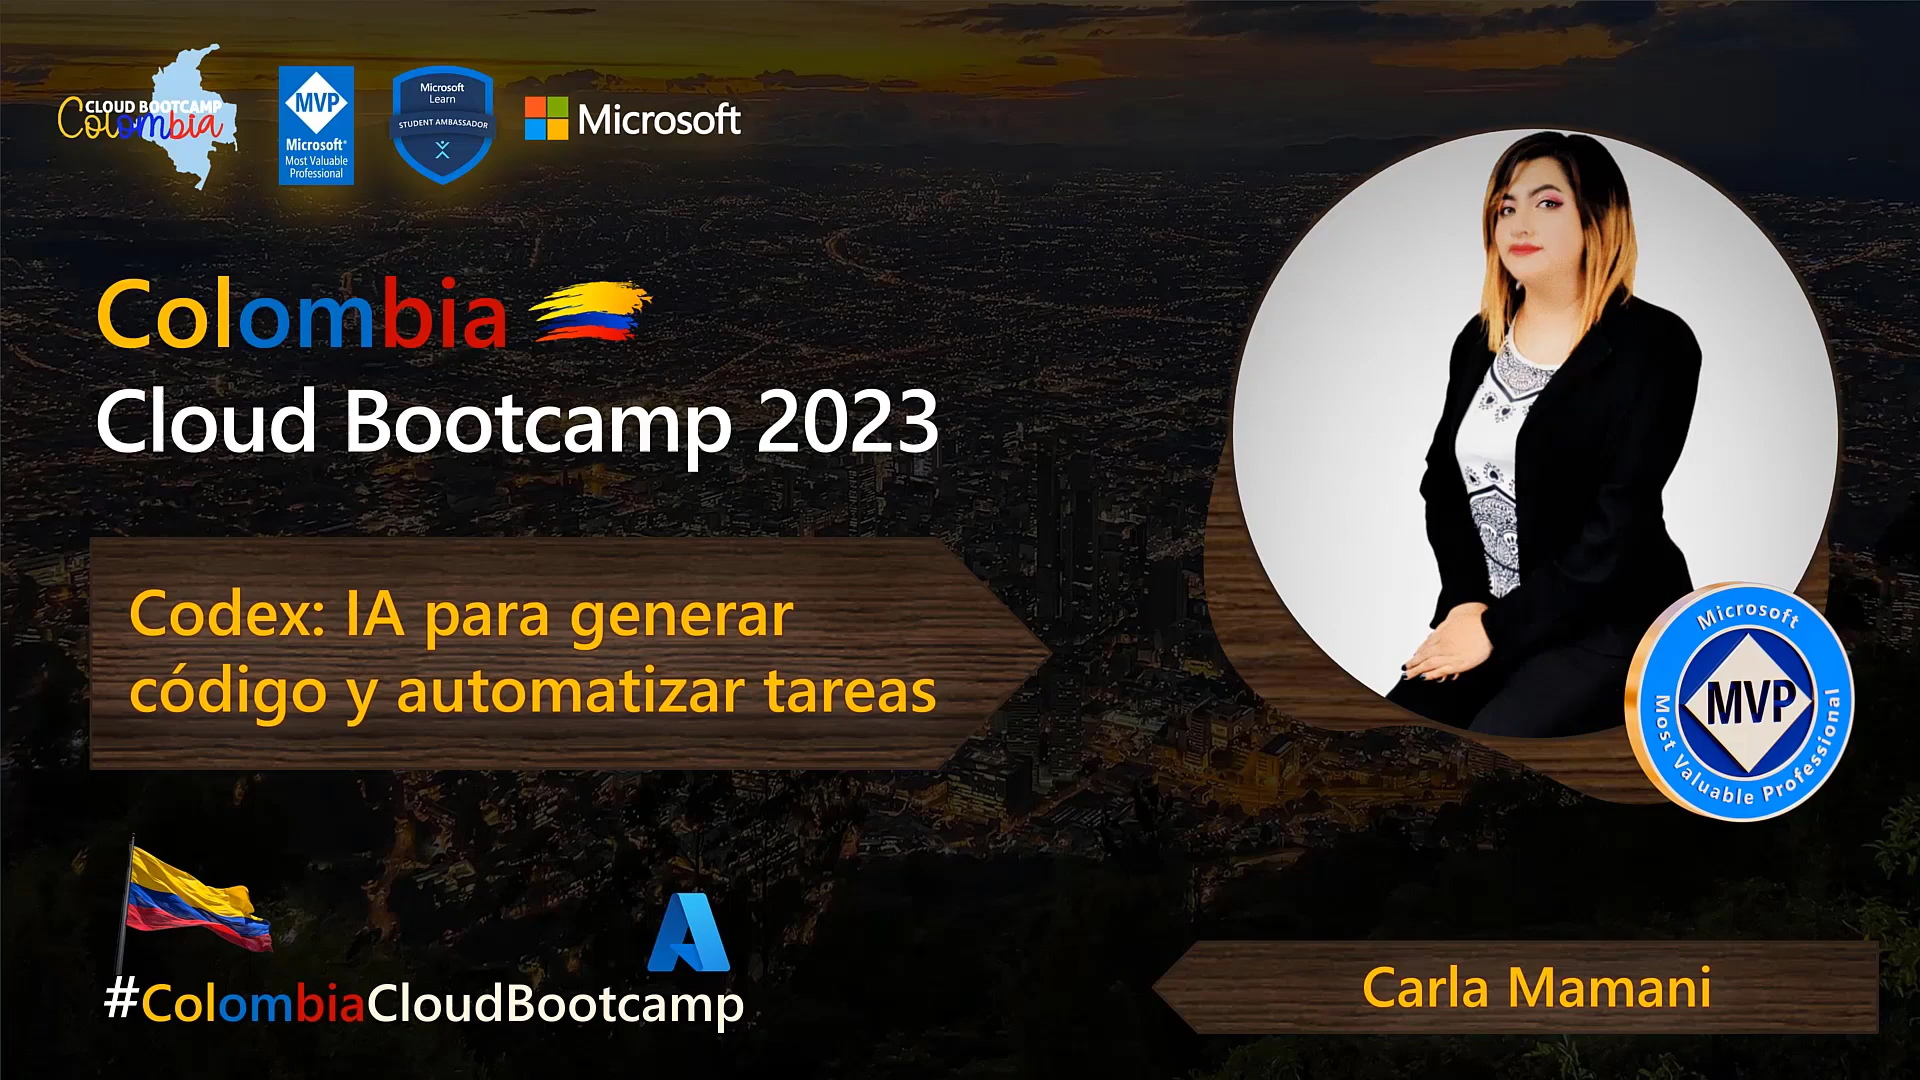 CLOUD BOOTCAMP
Colombia
MVP
Microsoft®
Most Valuable
Professional
Microsoft
Learn
STUDENT AMBASSADOR
Microsoft
Colombia
Cloud Bootcamp 2023
Codex: IA para generar
código y automatizar tareas
Microsoft
MVP
Most Valuable Professional
#ColombiaCloudBootcamp
Carla Mamani